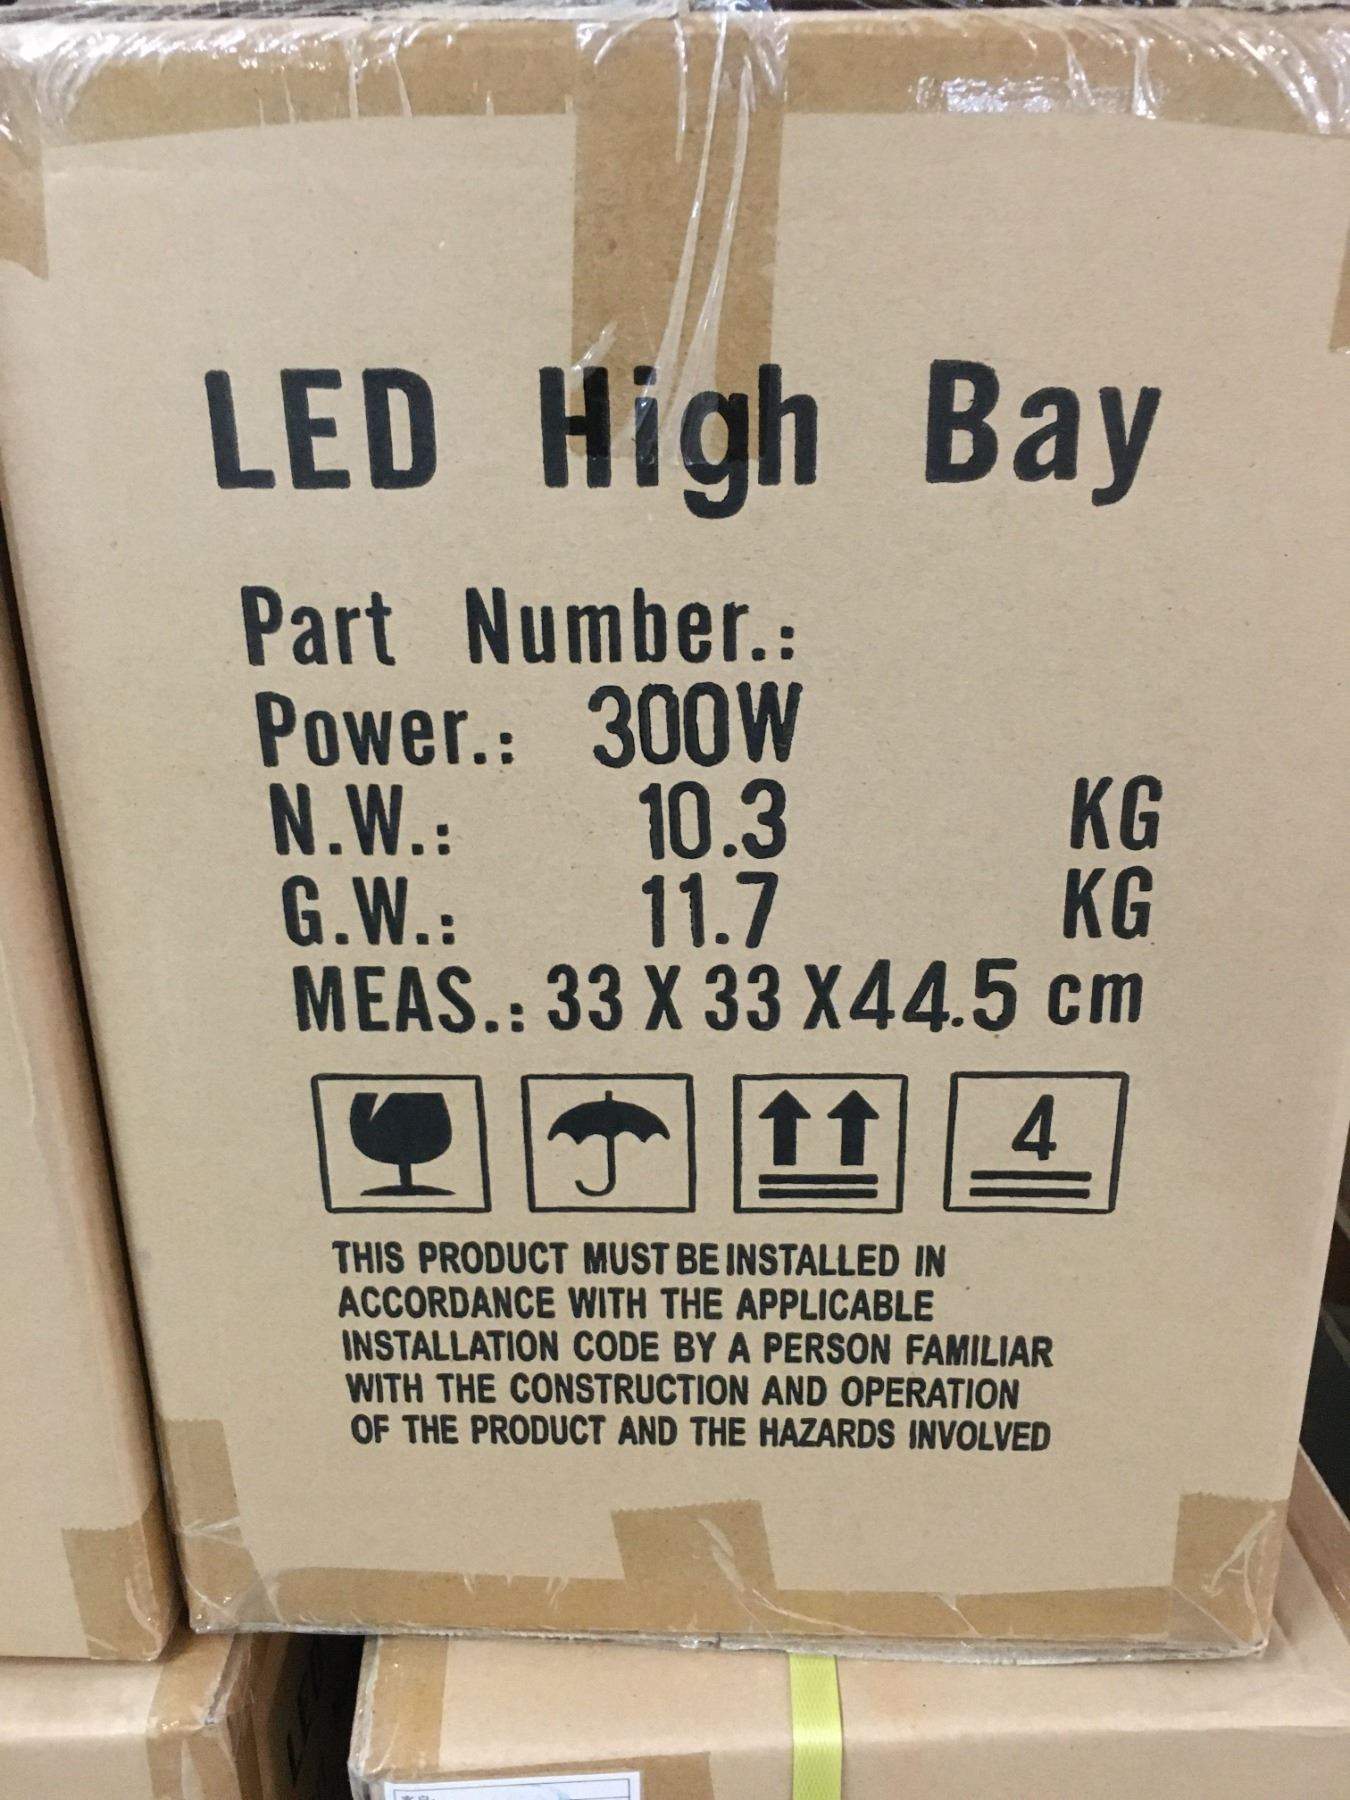 LED High Bay
Part Number.:
Power.: 300W
N.W.: 10.3 KG
G.W.: 11.7 KG
MEAS.: 33 X 33 X44.5 cm
4
THIS PRODUCT MUST BE INSTALLED IN
ACCORDANCE WITH THE APPLICABLE
INSTALLATION CODE BY A PERSON FAMILIAR
WITH THE CONSTRUCTION AND OPERATION
OF THE PRODUCT AND THE HAZARDS INVOLVED